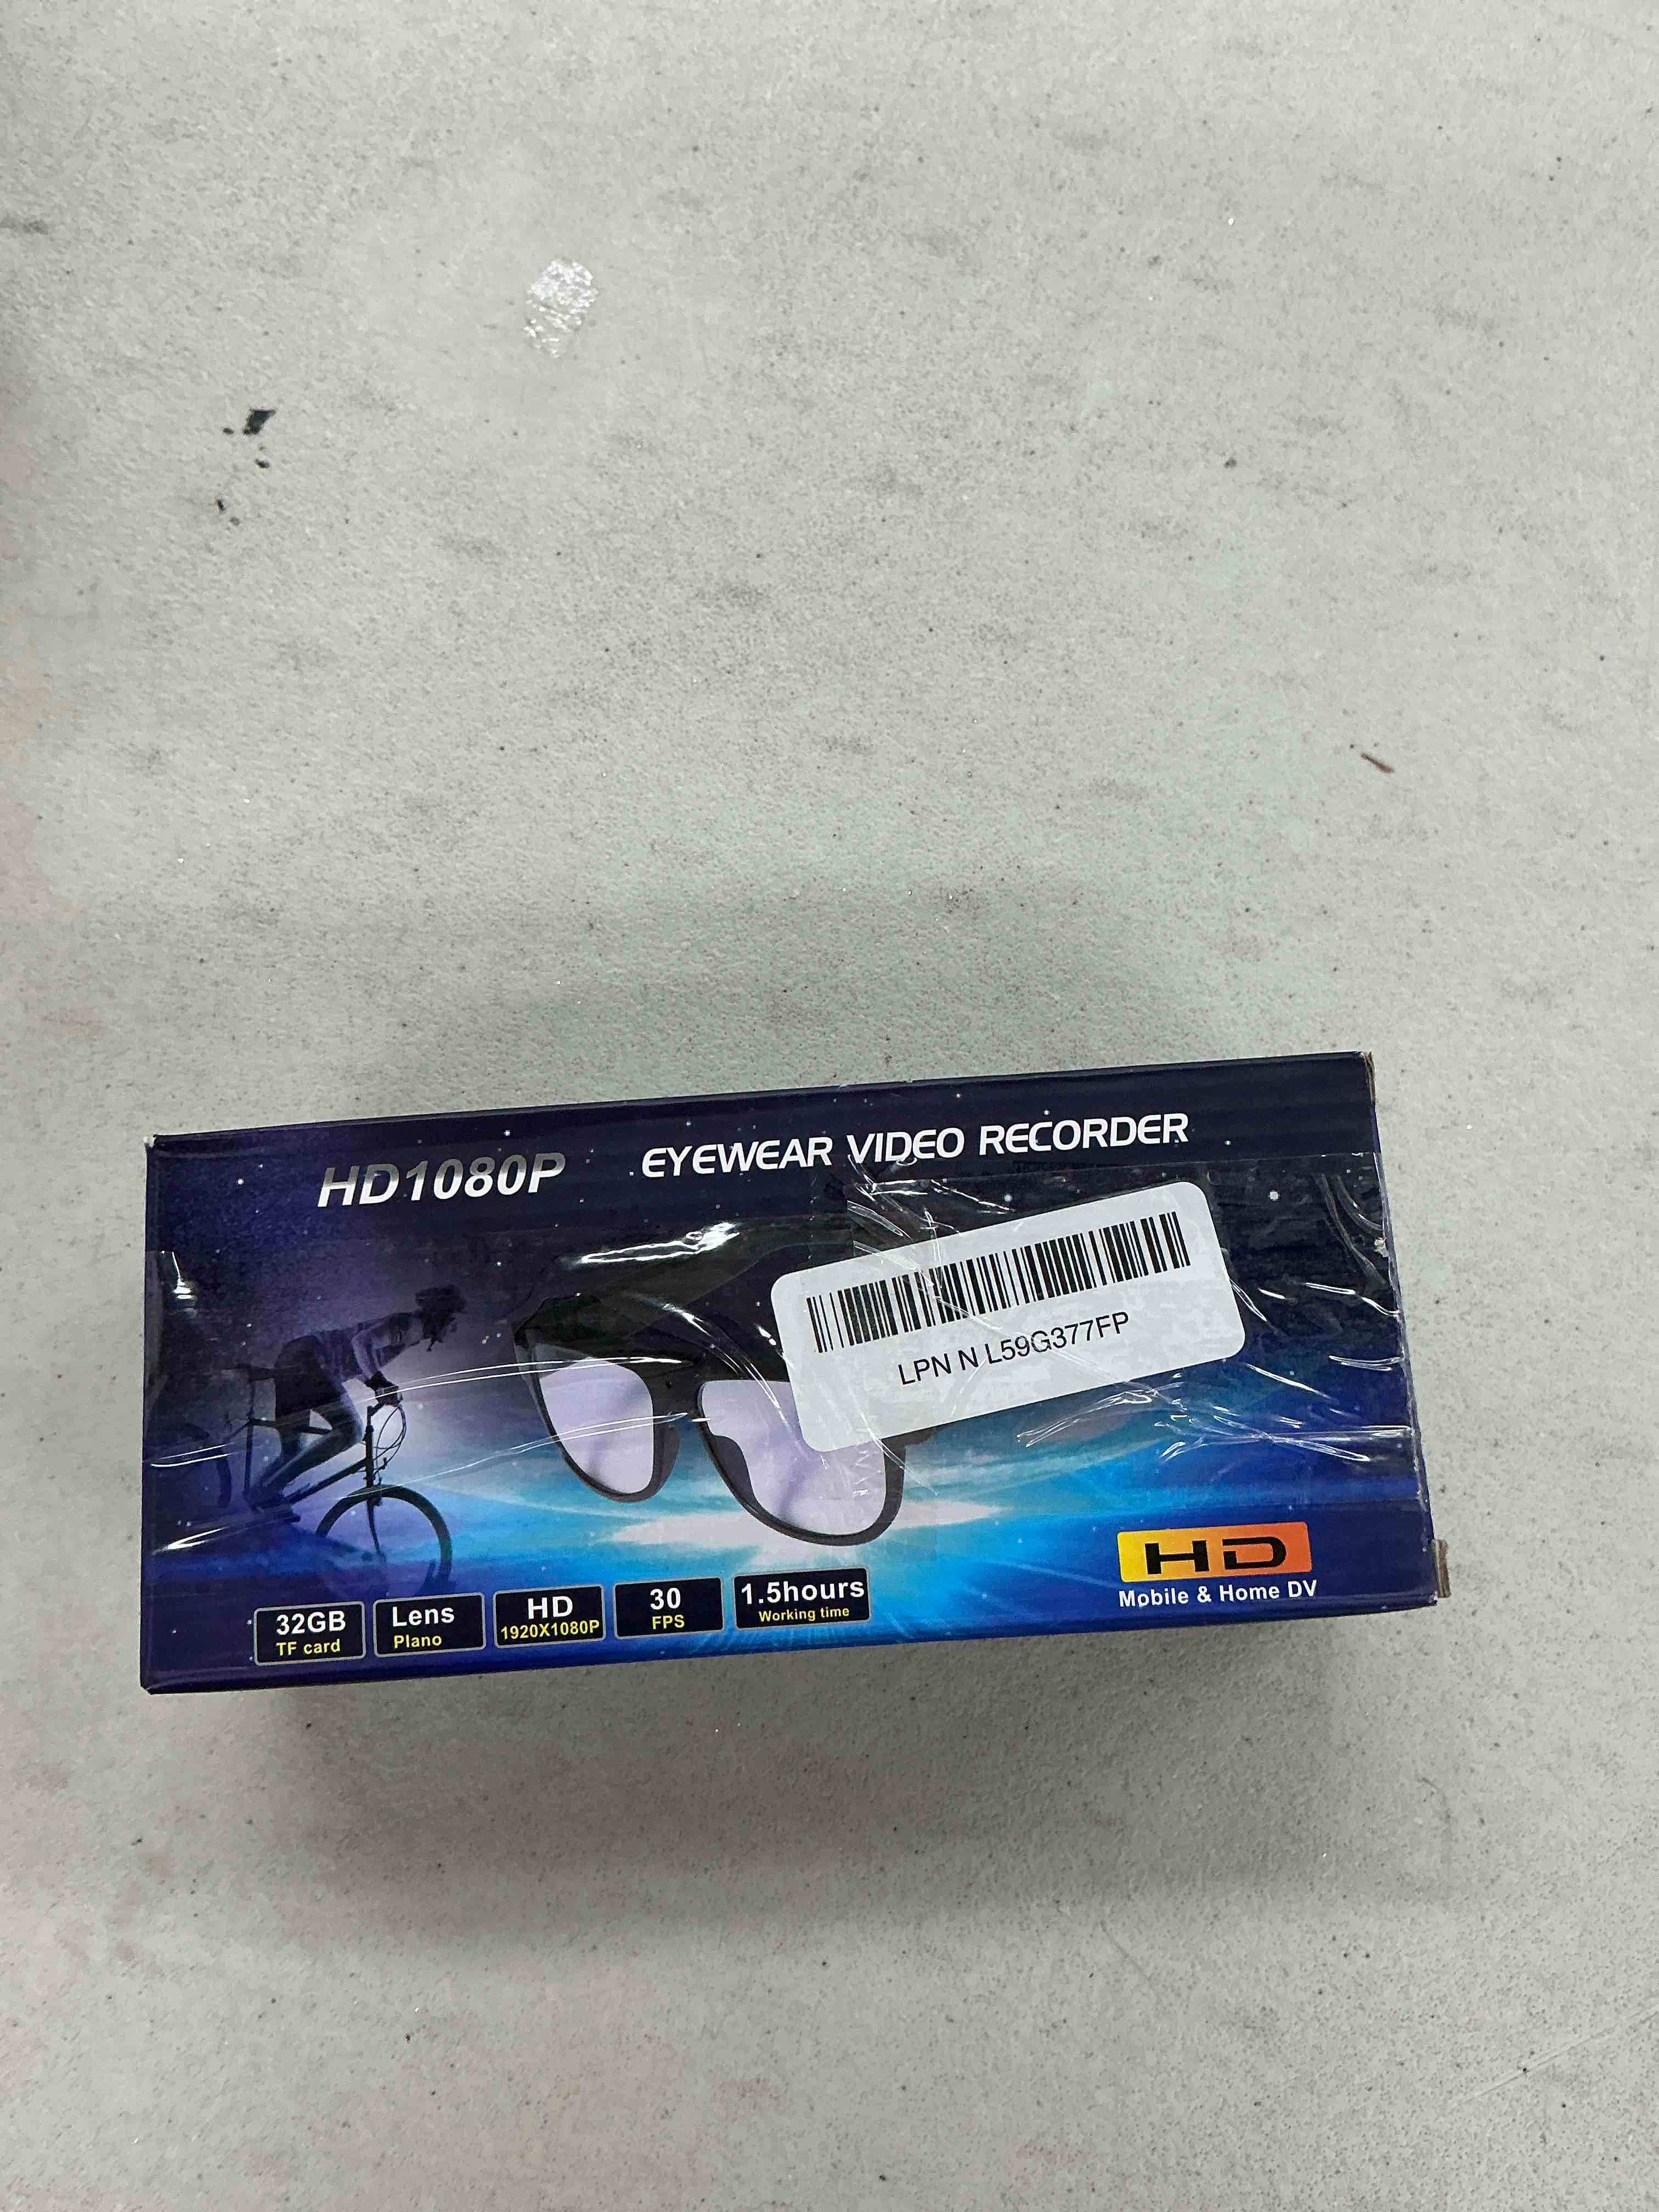 HD1080P EYEWEAR VIDEO RECORDER
LPN N L59G377FP
32GB
TF card
Lens
Plano
HD
1920X1080P
30
FPS
1.5hours
Working time
HD
Mobile & Home DV